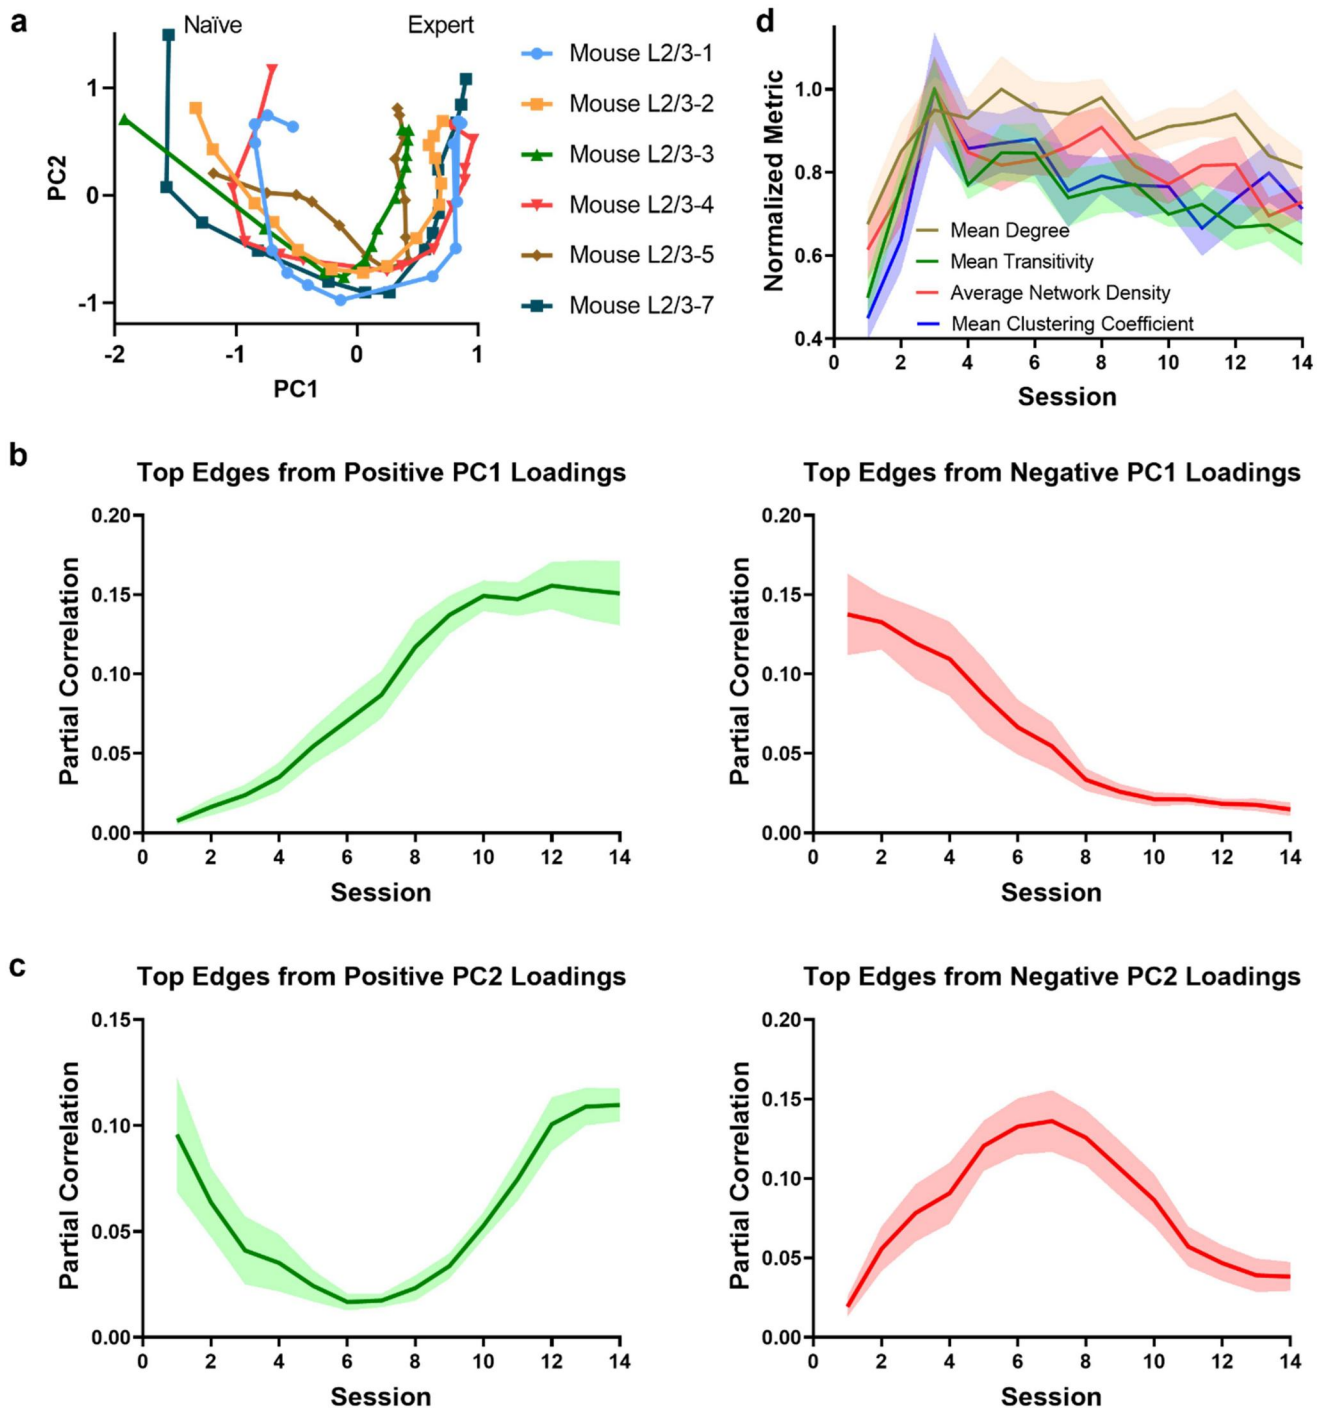 a
Naïve
Expert
1
0
-1
-2
-1
0
1
PC2
PC1
Mouse L2/3-1
Mouse L2/3-2
Mouse L2/3-3
Mouse L2/3-4
Mouse L2/3-5
Mouse L2/3-7
d
Normalized Metric
1.0
0.8
0.6
0.4
Mean Degree
Mean Transitivity
Average Network Density
Mean Clustering Coefficient
0 2 4 6 8 10 12 14
Session
b
Top Edges from Positive PC1 Loadings
Partial Correlation
0.20
0.15
0.10
0.05
0.00
0 2 4 6 8 10 12 14
Session
Top Edges from Negative PC1 Loadings
Partial Correlation
0.20
0.15
0.10
0.05
0.00
0 2 4 6 8 10 12 14
Session
c
Top Edges from Positive PC2 Loadings
Partial Correlation
0.15
0.10
0.05
0.00
0 2 4 6 8 10 12 14
Session
Top Edges from Negative PC2 Loadings
Partial Correlation
0.20
0.15
0.10
0.05
0.00
0 2 4 6 8 10 12 14
Session